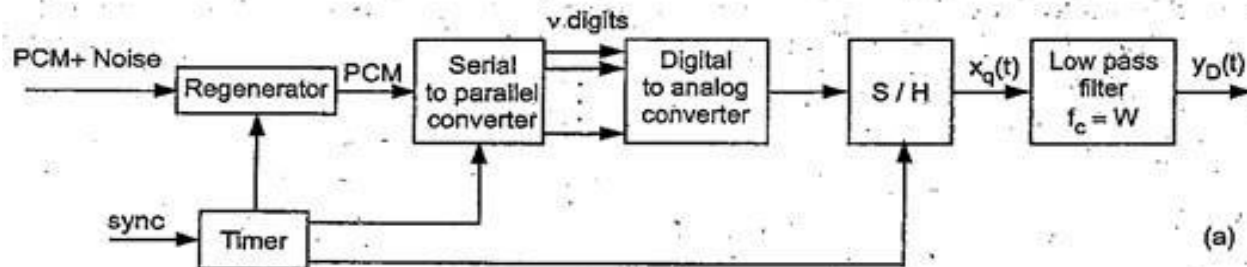 PCM+ Noise
Regenerator
PCM
Serial
to parallel
converter
v digits
Digital
to analog
converter
S / H
xq(t)
Low pass
filter
fc = W
yD(t)
sync
Timer
(a)